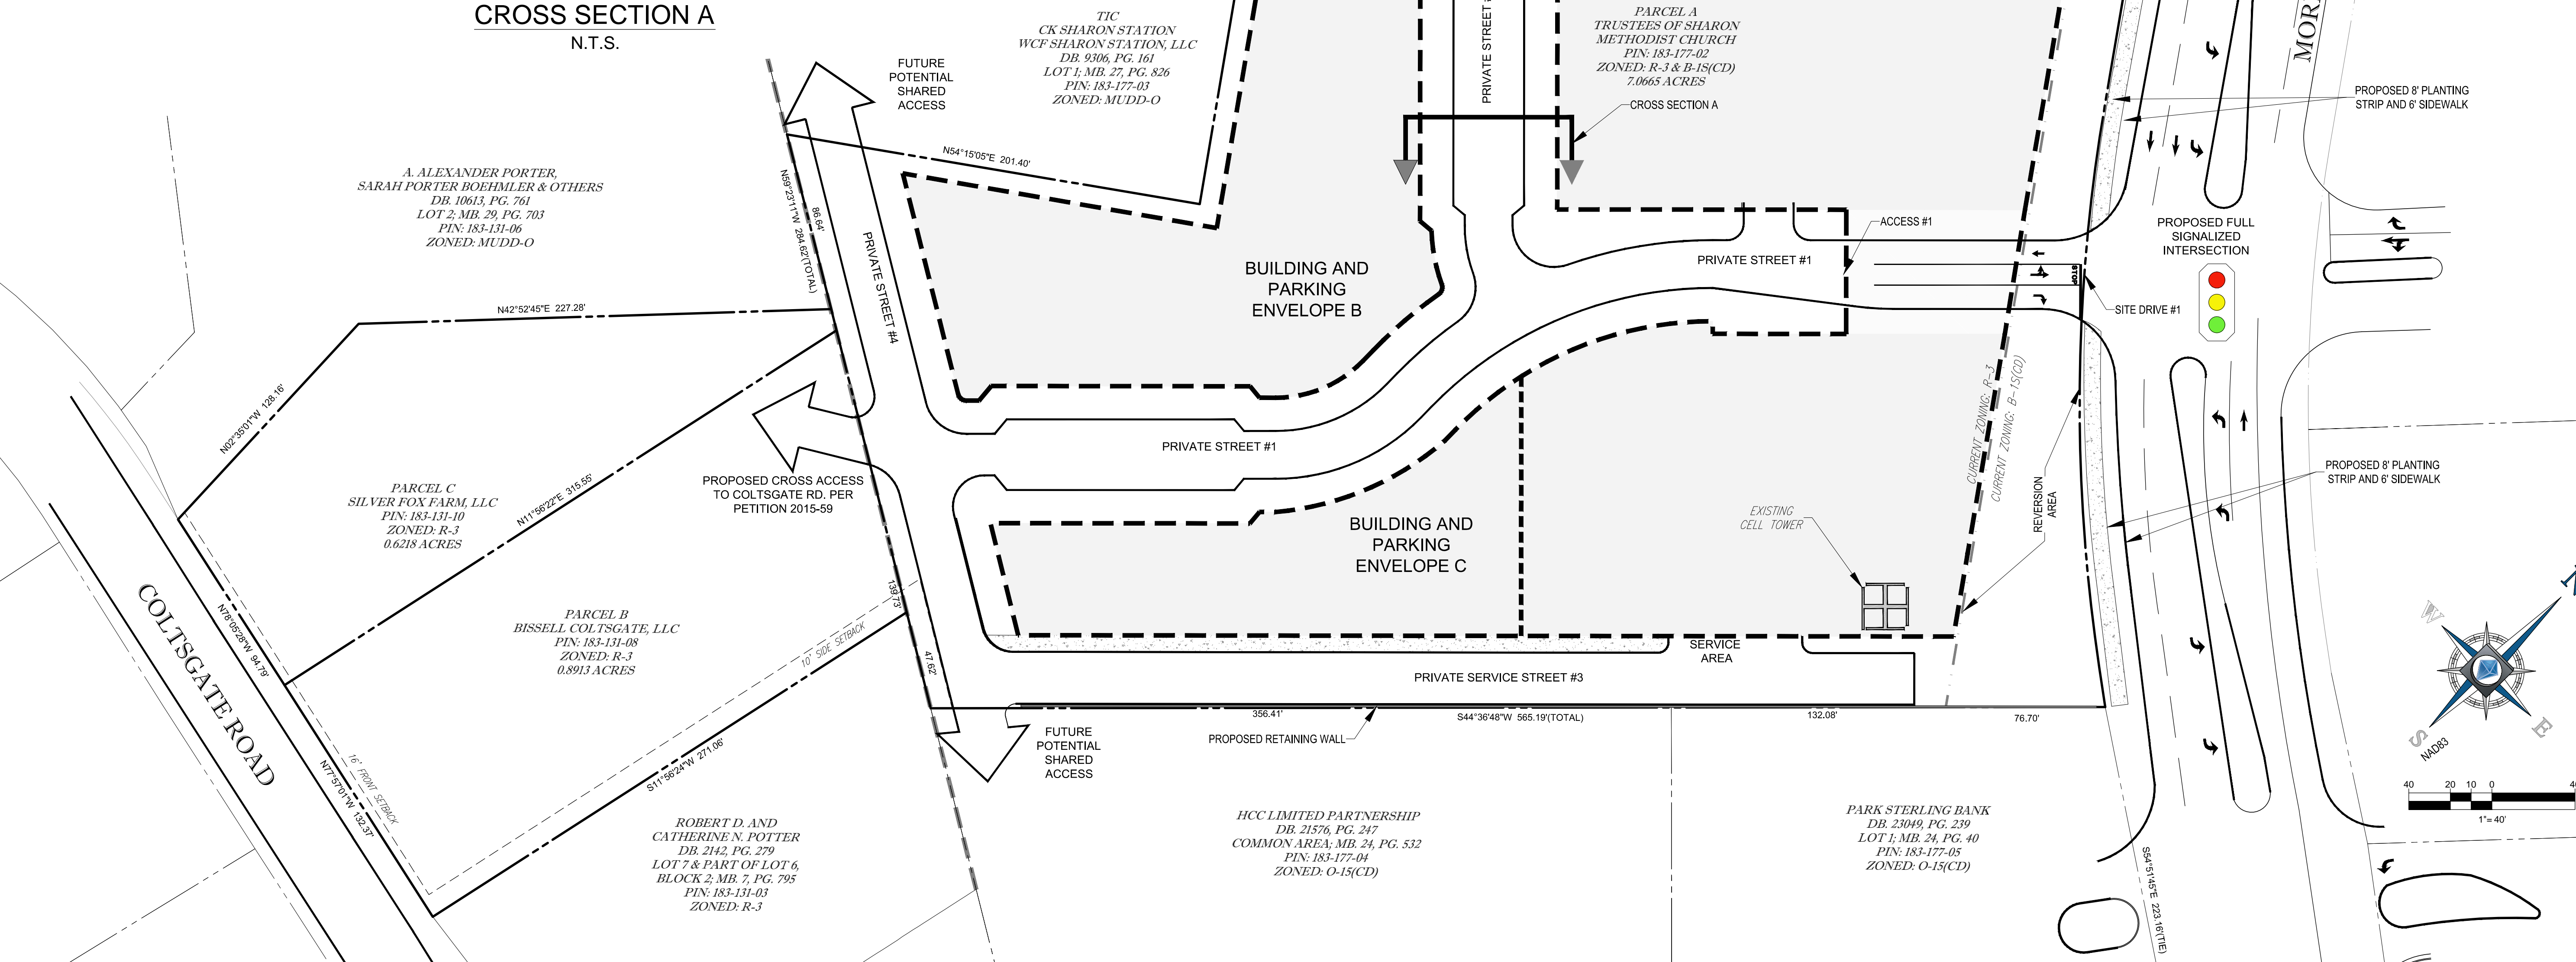 CROSS SECTION A
N.T.S.
TIC
CK SHARON STATION
WCF SHARON STATION, LLC
DB. 9306, PG. 161
LOT 1; MB. 27, PG. 826
PIN: 183-177-03
ZONED: MUDD-O
FUTURE
POTENTIAL
SHARED
ACCESS
PRIVATE STREET
PARCEL A
TRUSTEES OF SHARON
METHODIST CHURCH
PIN: 183-177-02
ZONED: R-3 & B-1S(CD)
7.0665 ACRES
CROSS SECTION A
PROPOSED 8' PLANTING
STRIP AND 6' SIDEWALK
N54°15'05"E 201.40'
A. ALEXANDER PORTER,
SARAH PORTER BOEHMLER & OTHERS
DB. 10613, PG. 761
LOT 2; MB. 29, PG. 703
PIN: 183-131-06
ZONED: MUDD-O
N59°23'11"W 284.62'(TOTAL)
86.64'
PRIVATE STREET #4
BUILDING AND
PARKING
ENVELOPE B
ACCESS #1
PRIVATE STREET #1
STOP
SITE DRIVE #1
PROPOSED FULL
SIGNALIZED
INTERSECTION
N42°52'45"E 227.28'
N02°35'01"W 128.16'
PARCEL C
SILVER FOX FARM, LLC
PIN: 183-131-10
ZONED: R-3
0.6218 ACRES
N11°56'22"E 315.55'
PROPOSED CROSS ACCESS
TO COLTSGATE RD. PER
PETITION 2015-59
PRIVATE STREET #1
BUILDING AND
PARKING
ENVELOPE C
EXISTING
CELL TOWER
CURRENT ZONING: R-3
CURRENT ZONING: B-1S(CD)
REVERSION
AREA
PROPOSED 8' PLANTING
STRIP AND 6' SIDEWALK
COLTSGATE ROAD
N78°05'28"W 94.79'
PARCEL B
BISSELL COLTSGATE, LLC
PIN: 183-131-08
ZONED: R-3
0.8913 ACRES
10' SIDE SETBACK
139.73'
47.62'
SERVICE
AREA
PRIVATE SERVICE STREET #3
356.41'
S44°36'48"W 565.19'(TOTAL)
132.08'
76.70'
PROPOSED RETAINING WALL
FUTURE
POTENTIAL
SHARED
ACCESS
16' FRONT SETBACK
N77°57'01"W 132.37'
S11°56'24"W 271.06'
ROBERT D. AND
CATHERINE N. POTTER
DB. 2142, PG. 279
LOT 7 & PART OF LOT 6,
BLOCK 2; MB. 7, PG. 795
PIN: 183-131-03
ZONED: R-3
HCC LIMITED PARTNERSHIP
DB. 21576, PG. 247
COMMON AREA; MB. 24, PG. 532
PIN: 183-177-04
ZONED: O-15(CD)
PARK STERLING BANK
DB. 23049, PG. 239
LOT 1; MB. 24, PG. 40
PIN: 183-177-05
ZONED: O-15(CD)
S54°51'45"E 223.16'(TIE)
W
S
E
NAD83
40 20 10 0
1"= 40'